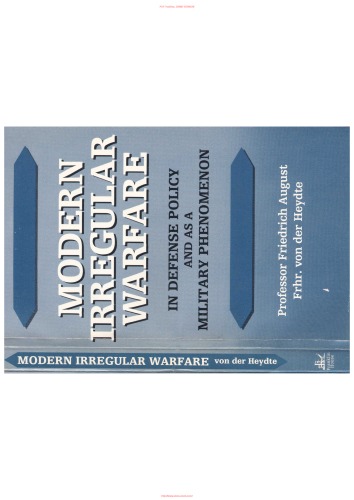 MODERN
IRREGULAR
WARFARE
IN DEFENSE POLICY
AND AS A
MILITARY PHENOMENON
Professor Friedrich August
Frhr. von der Heydte
MODERN IRREGULAR WARFARE von der Heydte